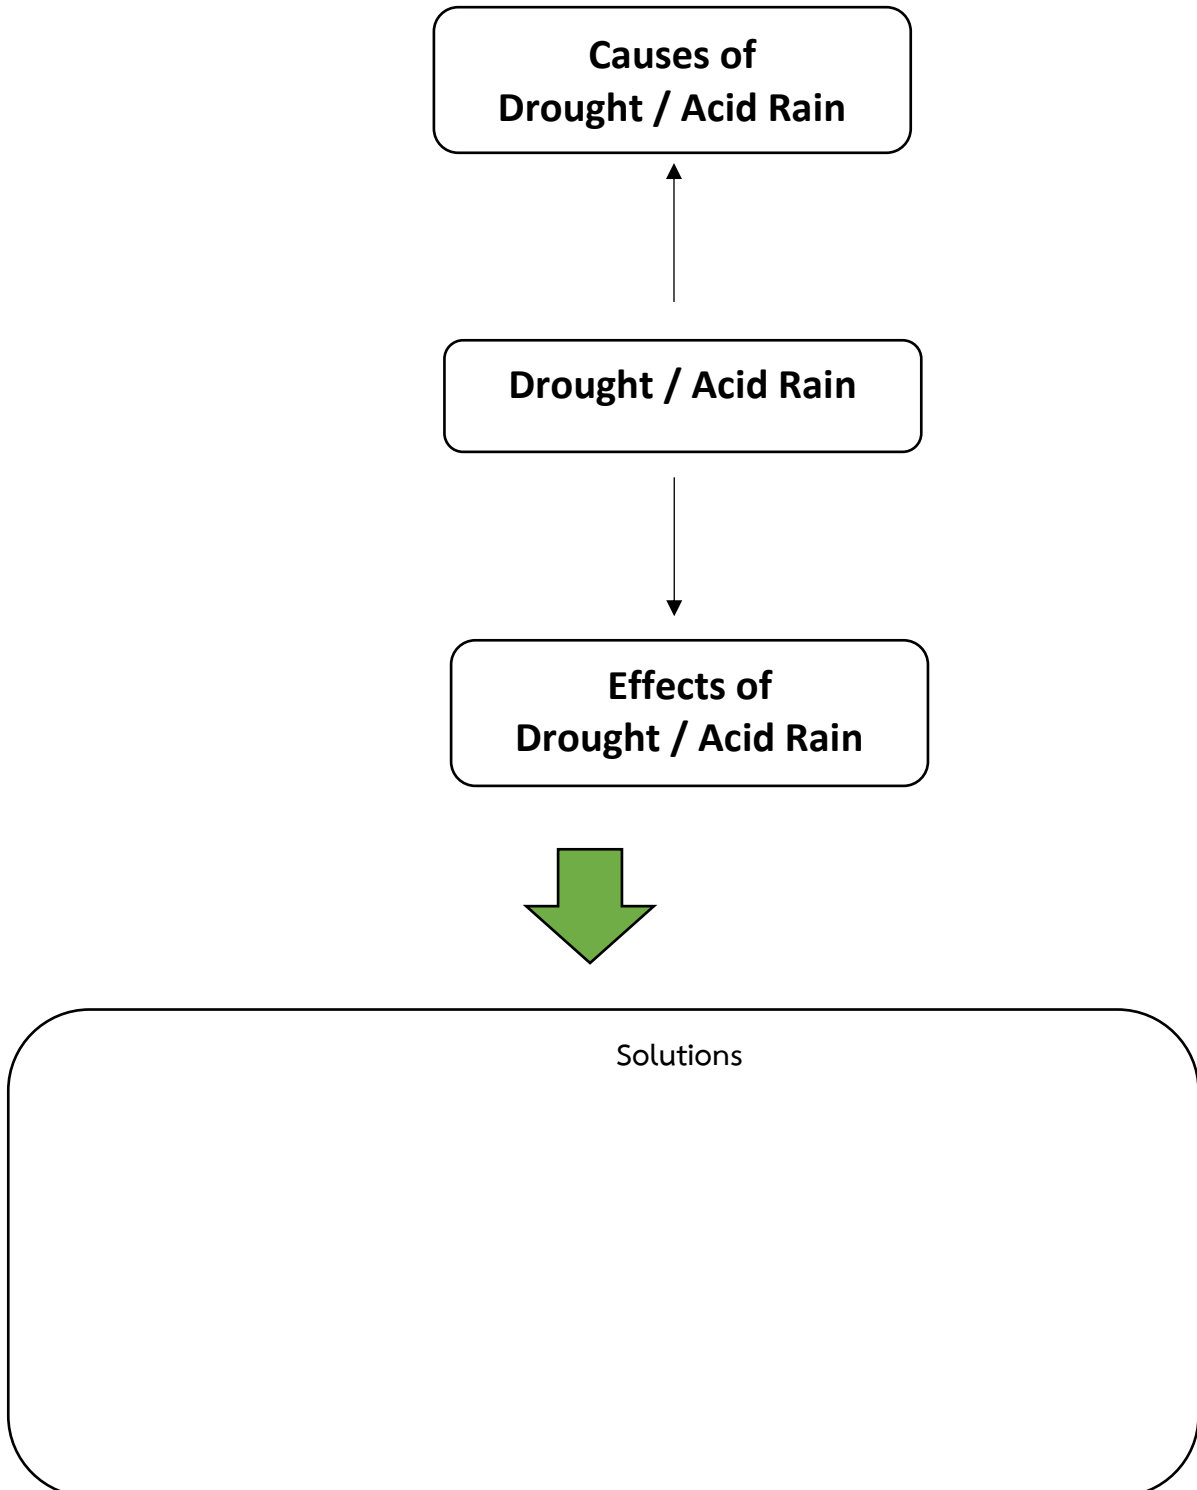 Causes of
Drought / Acid Rain
Drought / Acid Rain
Effects of
Drought / Acid Rain
Solutions